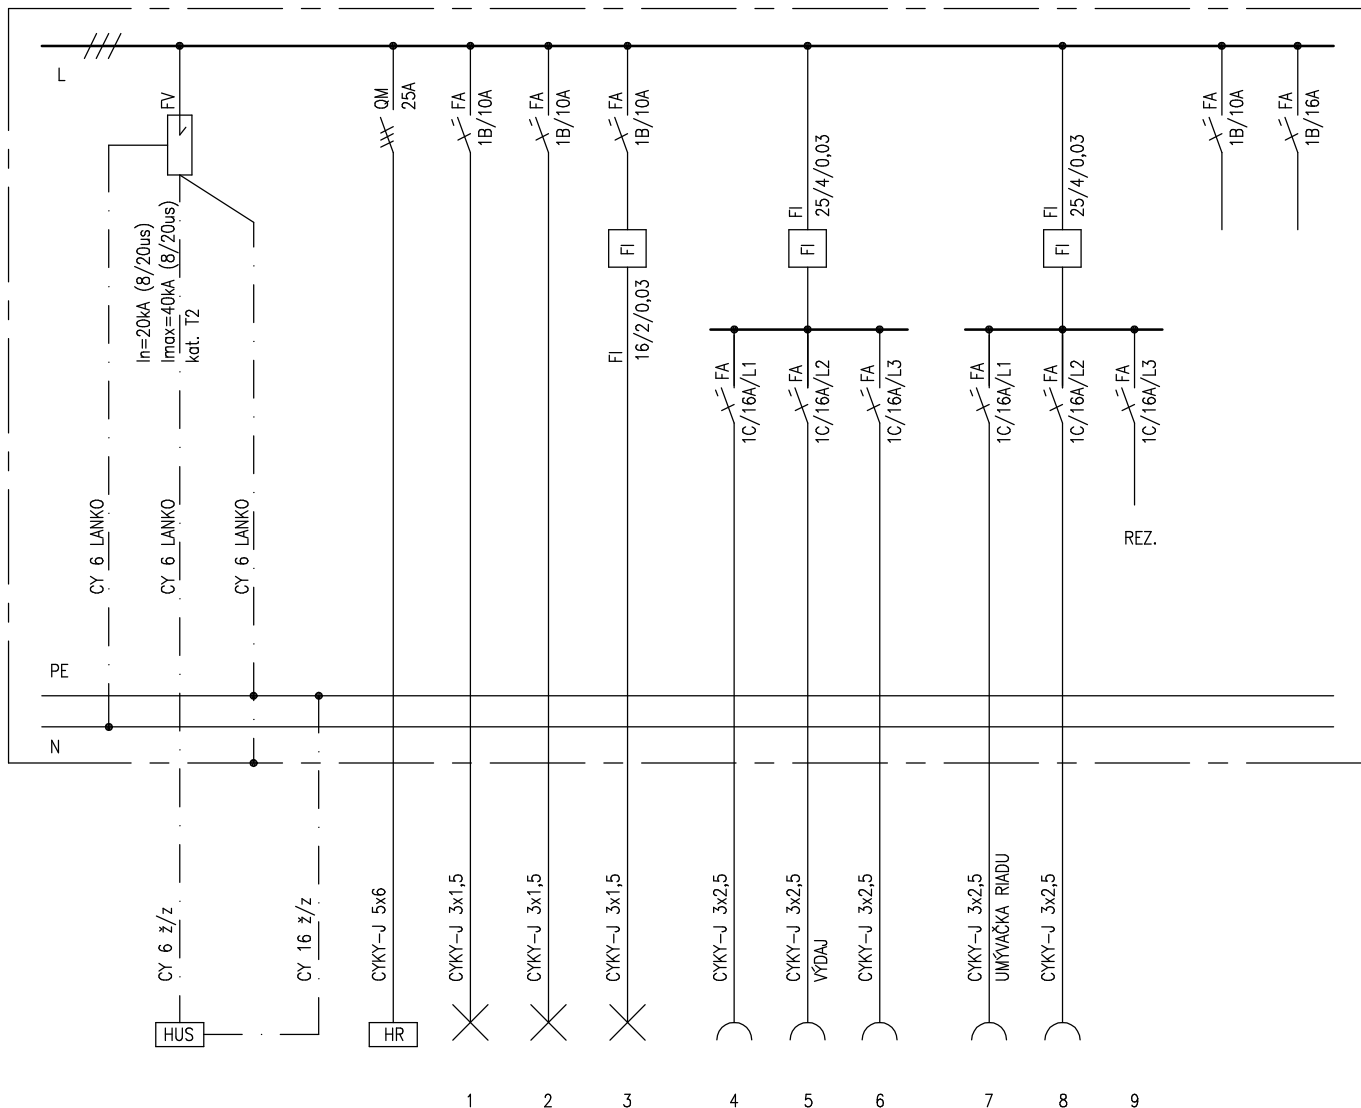 L
FV
In=20kA (8/20us)
Imax=40kA (8/20us)
kat. T2
QM
25A
FA
1B/10A
FA
1B/10A
FA
1B/10A
FI
FI
16/2/0,03
FI
25/4/0,03
FI
FA
1C/16A/L1
FA
1C/16A/L2
FA
1C/16A/L3
FI
25/4/0,03
FI
FA
1C/16A/L1
FA
1C/16A/L2
FA
1C/16A/L3
REZ.
FA
1B/10A
FA
1B/16A
CY 6 LANKO
CY 6 LANKO
CY 6 LANKO
PE
N
CY 6 ž/z
CY 16 ž/z
CYKY-J 5x6
CYKY-J 3x1,5
CYKY-J 3x1,5
CYKY-J 3x1,5
CYKY-J 3x2,5
CYKY-J 3x2,5
VÝDAJ
CYKY-J 3x2,5
CYKY-J 3x2,5
UMÝVAČKA RIADU
CYKY-J 3x2,5
HUS
HR
1
2
3
4
5
6
7
8
9